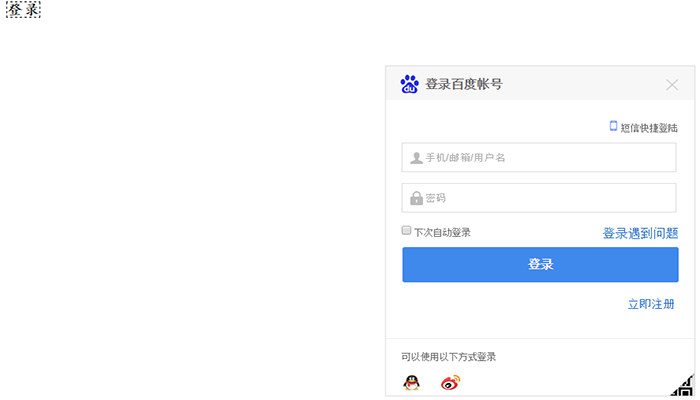 登录
du 登录百度帐号
短信快捷登陆
手机/邮箱/用户名
密码
下次自动登录 登录遇到问题
登录
立即注册
可以使用以下方式登录